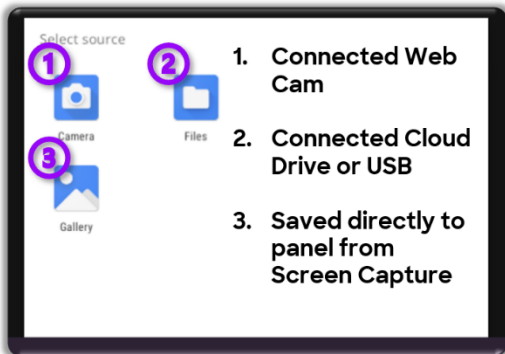 Select source
1
2
Camera
Files
3
Gallery
1. Connected Web
Cam
2. Connected Cloud
Drive or USB
3. Saved directly to
panel from
Screen Capture